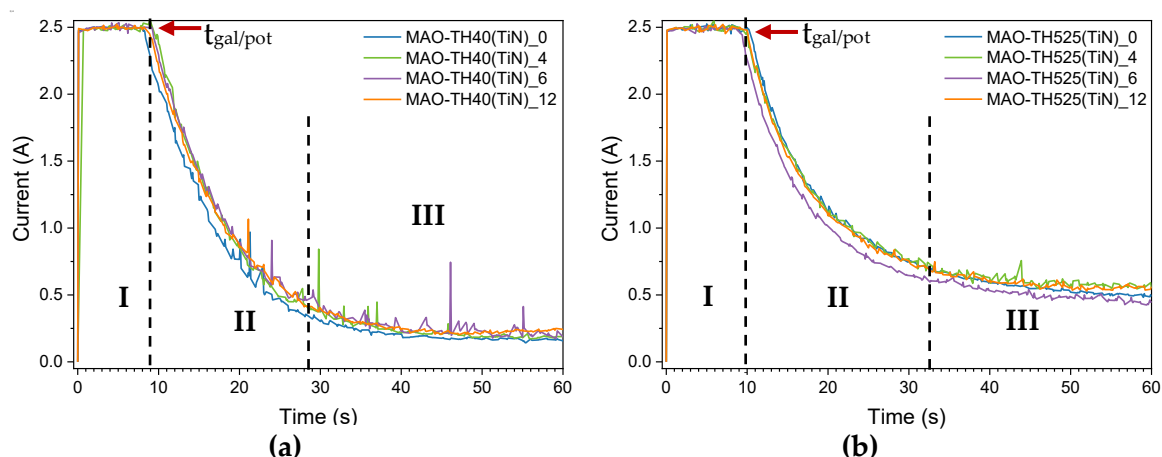 2.5
2.0
1.5
1.0
0.5
0.0
Current (A)
t gal/pot
MAO-TH40(TiN)_0
MAO-TH40(TiN)_4
MAO-TH40(TiN)_6
MAO-TH40(TiN)_12
I
II
III
0 10 20 30 40 50 60
Time (s)
(a)
2.5
2.0
1.5
1.0
0.5
0.0
Current (A)
t gal/pot
MAO-TH525(TiN)_0
MAO-TH525(TiN)_4
MAO-TH525(TiN)_6
MAO-TH525(TiN)_12
I
II
III
0 10 20 30 40 50 60
Time (s)
(b)